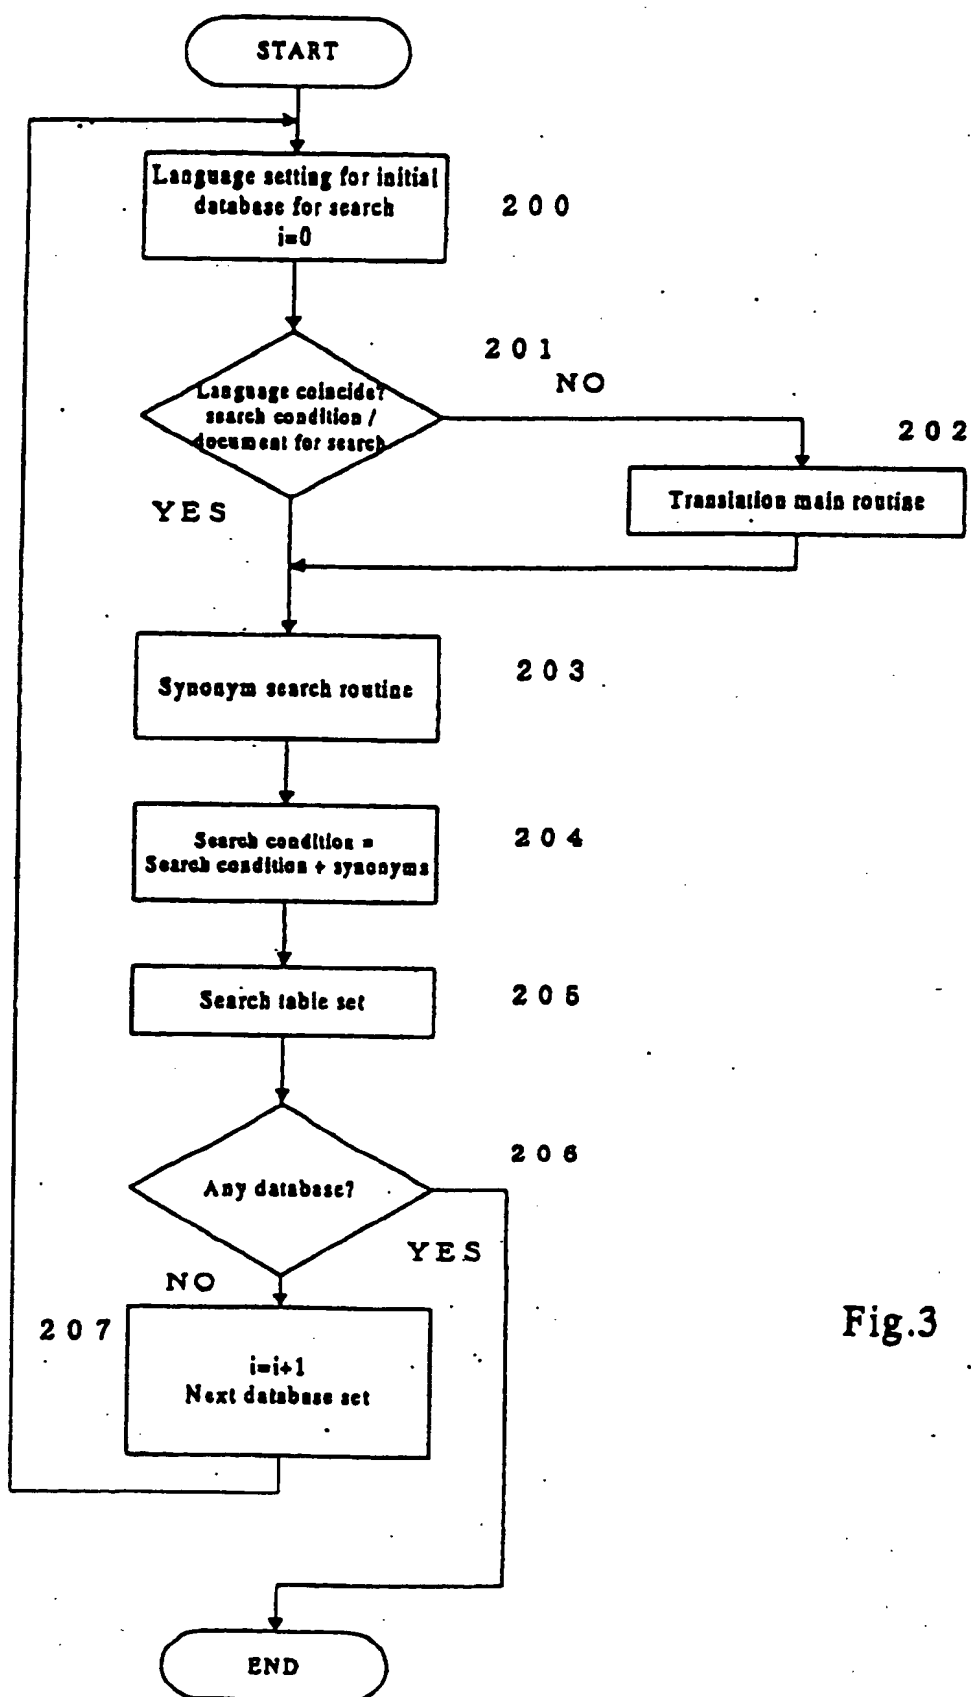 START
Language setting for initial
database for search
i=0
200
201
NO
Language coincide?
search condition /
document for search
202
Translation main routine
YES
203
Synonym search routine
204
Search condition =
Search condition + synonyms
205
Search table set
206
Any database?
YES
NO
207
i=i+1
Next database set
Fig.3
END